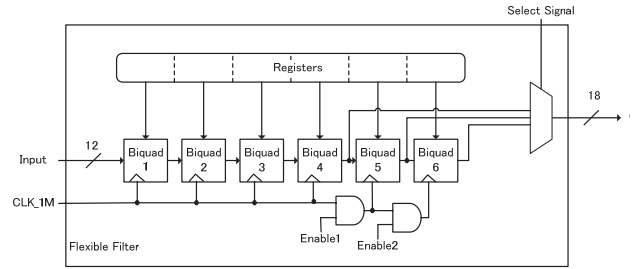 Select Signal
Registers
18
12
Input
Biquad
1
Biquad
2
Biquad
3
Biquad
4
Biquad
5
Biquad
6
CLK_1M
Enable1
Enable2
Flexible Filter